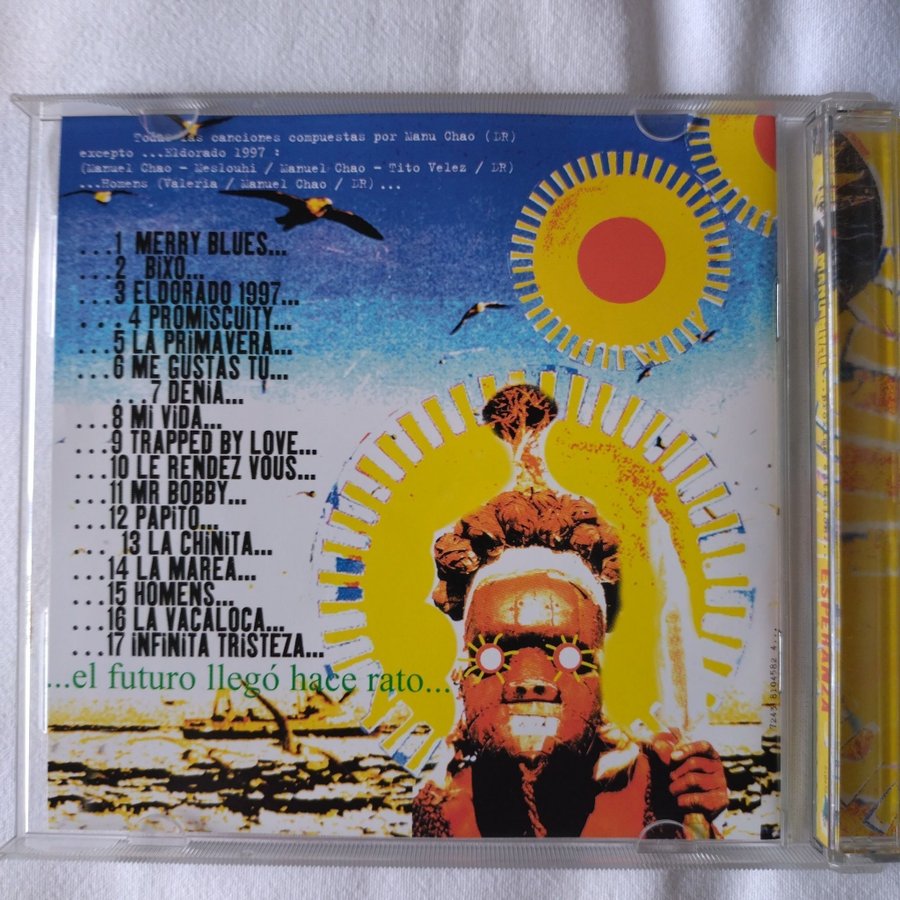 Todas las canciones compuestas por Manu Chao (DR)
excepto ...Eldorado 1997 :
(Manuel Chao - Meslouhi / Manuel Chao - Tito Velez / DR)
...Homens (Valeria / Manuel Chao / DR) ...
...1 MERRY BLUES...
...2 BiXO...
...3 ELDORADO 1997...
...4 PROMiSCUiTY...
...5 LA PRiMAVERA...
...6 ME GUSTAS TU...
...7 DENiA...
...8 Mi ViDA...
...9 TRAPPED BY LOVE...
...10 LE RENDEZ VOUS...
...11 MR BOBBY...
...12 PAPiTO...
... 13 LA CHiNiTA...
...14 LA MAREA...
...15 HOMENS...
...16 LA VACALOCA...
...17 iNFiNiTA TRiSTEZA...
...el futuro llegó hace rato...
7243 8104582 4
ESPERANZA